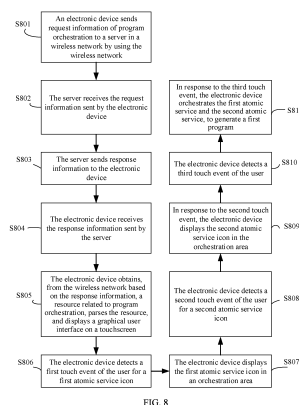 S801
An electronic device sends
request information of program
orchestration to a server in a
wireless network by using the
wireless network
S802
The server receives the request
information sent by the electronic
device
S803
The server sends response
information to the electronic
device
S804
The electronic device receives
the response information sent by
the server
S805
The electronic device obtains,
from the wireless network based
on the response information, a
resource related to program
orchestration, parses the resource,
and displays a graphical user
interface on a touchscreen
S806
The electronic device detects a
first touch event of the user for a
first atomic service icon
The electronic device displays the
first atomic service icon in
an orchestration area
S807
The electronic device detects a
second touch event of the user
for a second atomic service
icon
S808
In response to the second touch
event, the electronic device
displays the second atomic
service icon in the orchestration
area
S809
The electronic device detects a
third touch event of the user
S810
In response to the third touch
event, the electronic device
orchestrates the first atomic
service and the second atomic
service, to generate a first
program
S81
FIG. 8